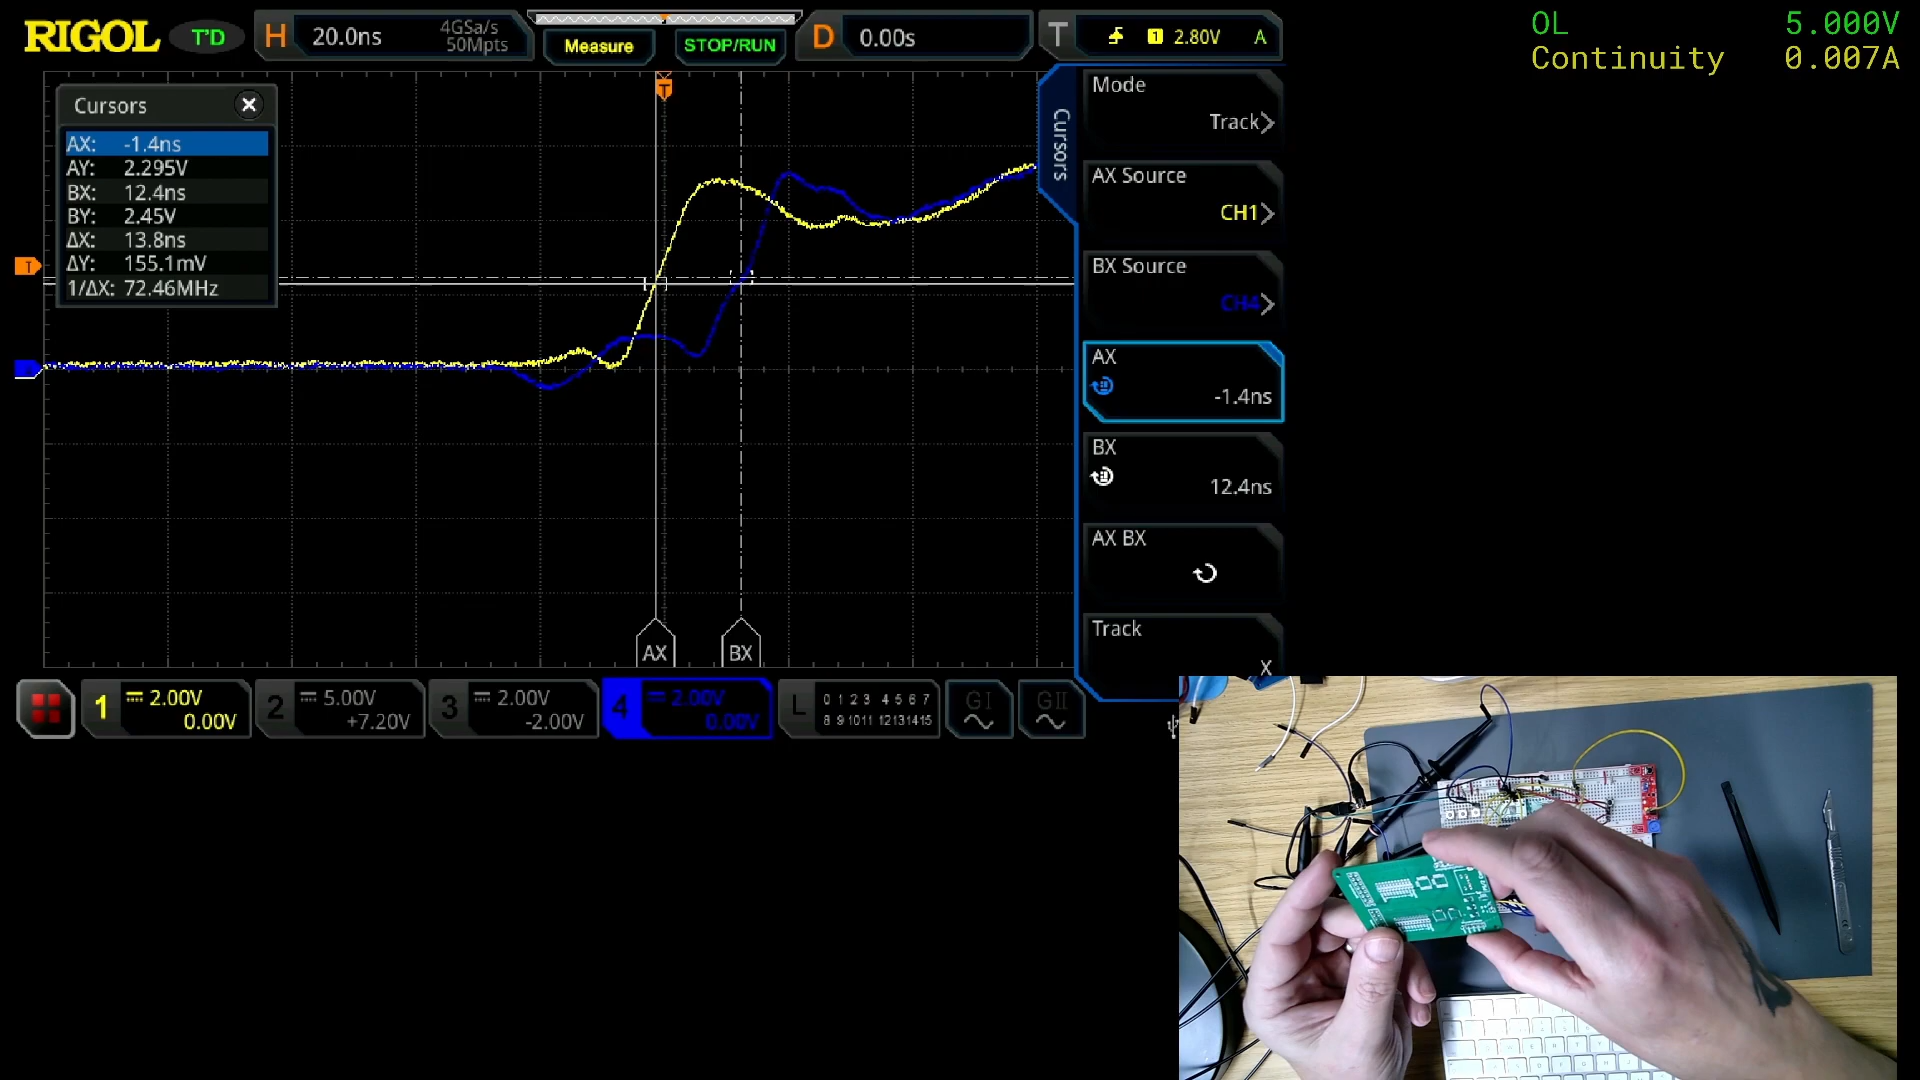 RIGOL T'D H 20.0ns 4GSa/s 50Mpts Measure STOP/RUN D 0.00s T 1 2.80V A
OL 5.000V
Continuity 0.007A
T
T
Cursors
AX: -1.4ns
AY: 2.295V
BX: 12.4ns
BY: 2.45V
ΔX: 13.8ns
ΔY: 155.1mV
1/ΔX: 72.46MHz
AX BX
Cursors
Mode
Track
AX Source
CH1
BX Source
CH4
AX
-1.4ns
BX
12.4ns
AX BX
Track
X
1 2.00V 0.00V
2 5.00V +7.20V
3 2.00V -2.00V
4 2.00V 0.00V
L 0 1 2 3 4 5 6 7
8 9 10 11 12 13 14 15
GI GII